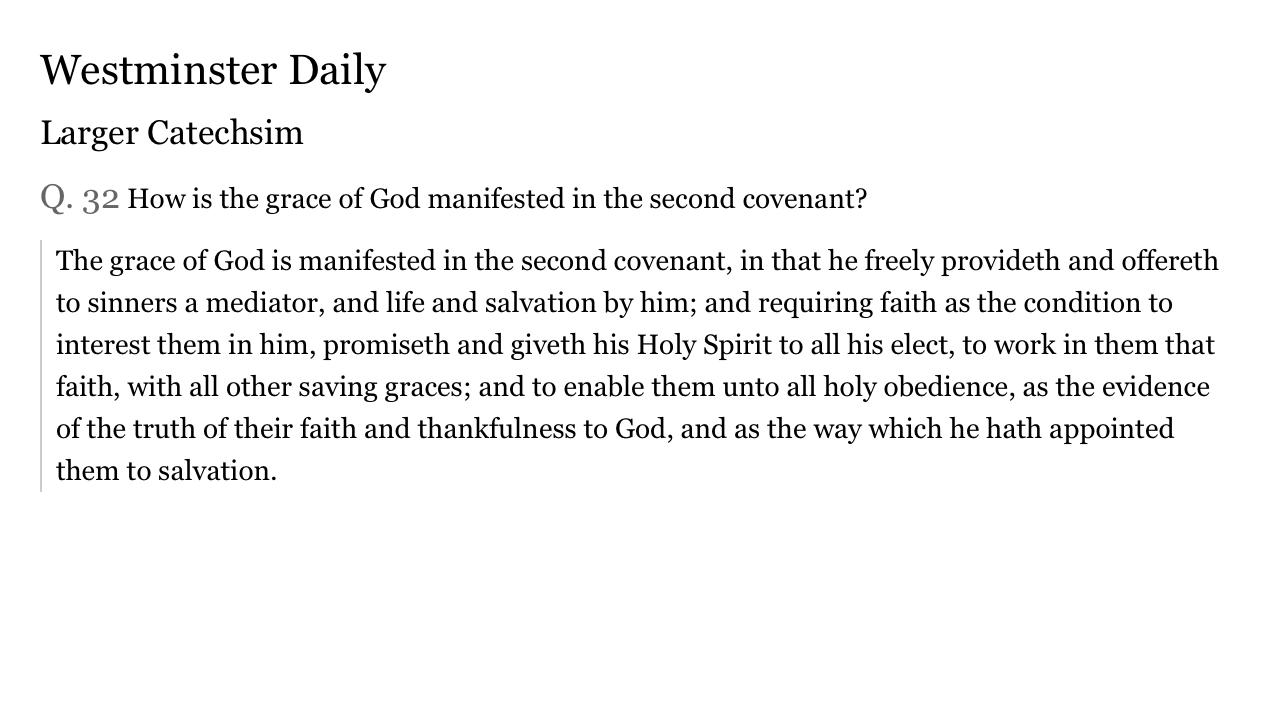 Westminster Daily
Larger Catechsim
Q. 32 How is the grace of God manifested in the second covenant?
The grace of God is manifested in the second covenant, in that he freely provideth and offereth
to sinners a mediator, and life and salvation by him; and requiring faith as the condition to
interest them in him, promiseth and giveth his Holy Spirit to all his elect, to work in them that
faith, with all other saving graces; and to enable them unto all holy obedience, as the evidence
of the truth of their faith and thankfulness to God, and as the way which he hath appointed
them to salvation.